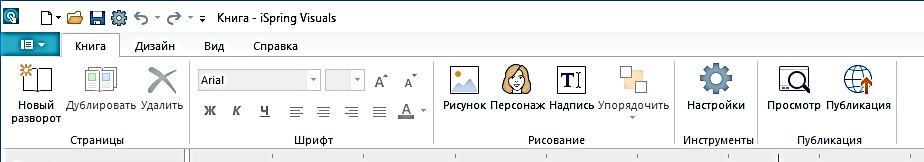 Книга - iSpring Visuals
Книга Дизайн Вид Справка
Arial A A
Новый разворот Дублировать Удалить Ж К Ч А Рисунок Персонаж Надпись Упорядочить Настройки Просмотр Публикация
Страницы Шрифт Рисование Инструменты Публикация